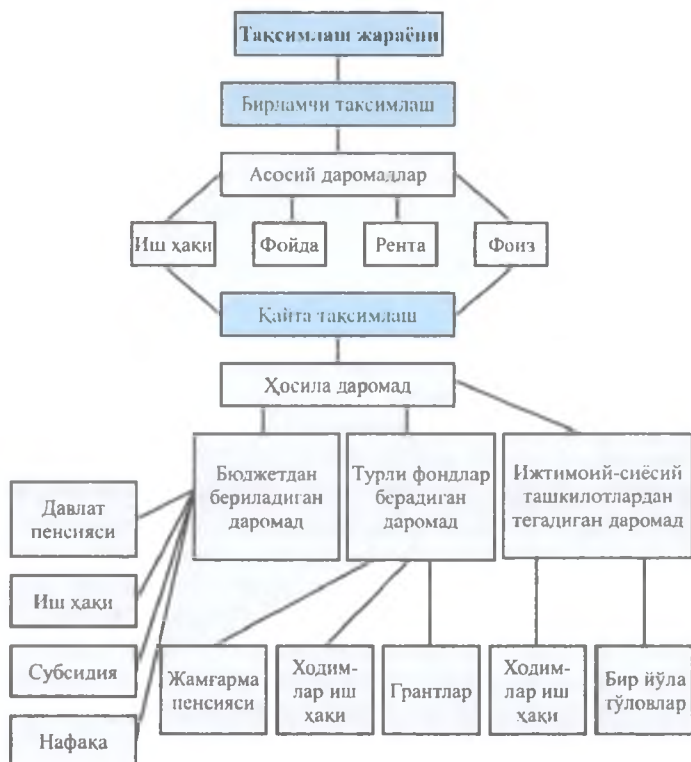 Тақсимлаш жараёни
Бирламчи тақсимлаш
Асосий даромадлар
Иш ҳақи
Фойда
Рента
Фоиз
Қайта тақсимлаш
Ҳосила даромад
Бюджетдан
бериладиган
даромад
Турли фондлар
берадиган
даромад
Ижтимоий-сиёсий
ташкилотлардан
тегадиган даромад
Давлат
пенсияси
Иш ҳақи
Субсидия
Нафақа
Жамғарма
пенсияси
Ходим-
лар иш
ҳақи
Грантлар
Ходим-
лар иш
ҳақи
Бир йўла
тўловлар